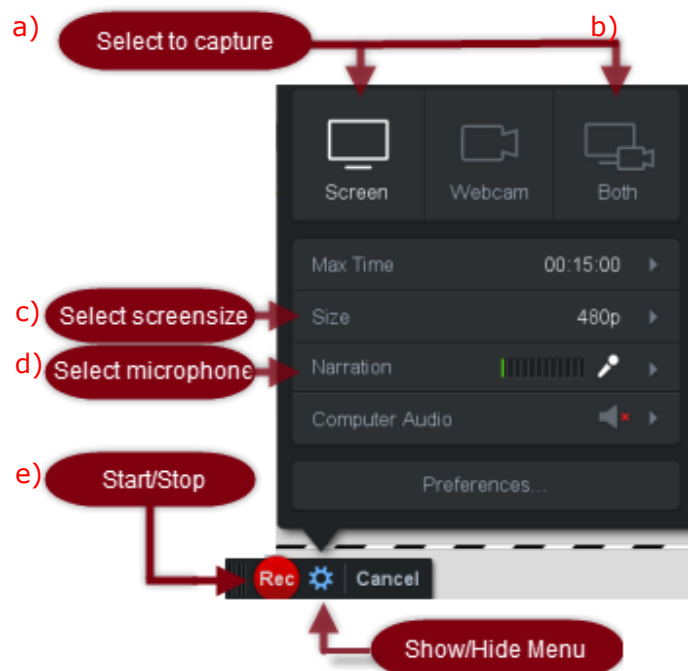 a) Select to capture b)
Screen Webcam Both
Max Time 00:15:00
c) Select screensize Size 480p
d) Select microphone Narration
Computer Audio
e) Start/Stop Preferences...
Rec Cancel
Show/Hide Menu